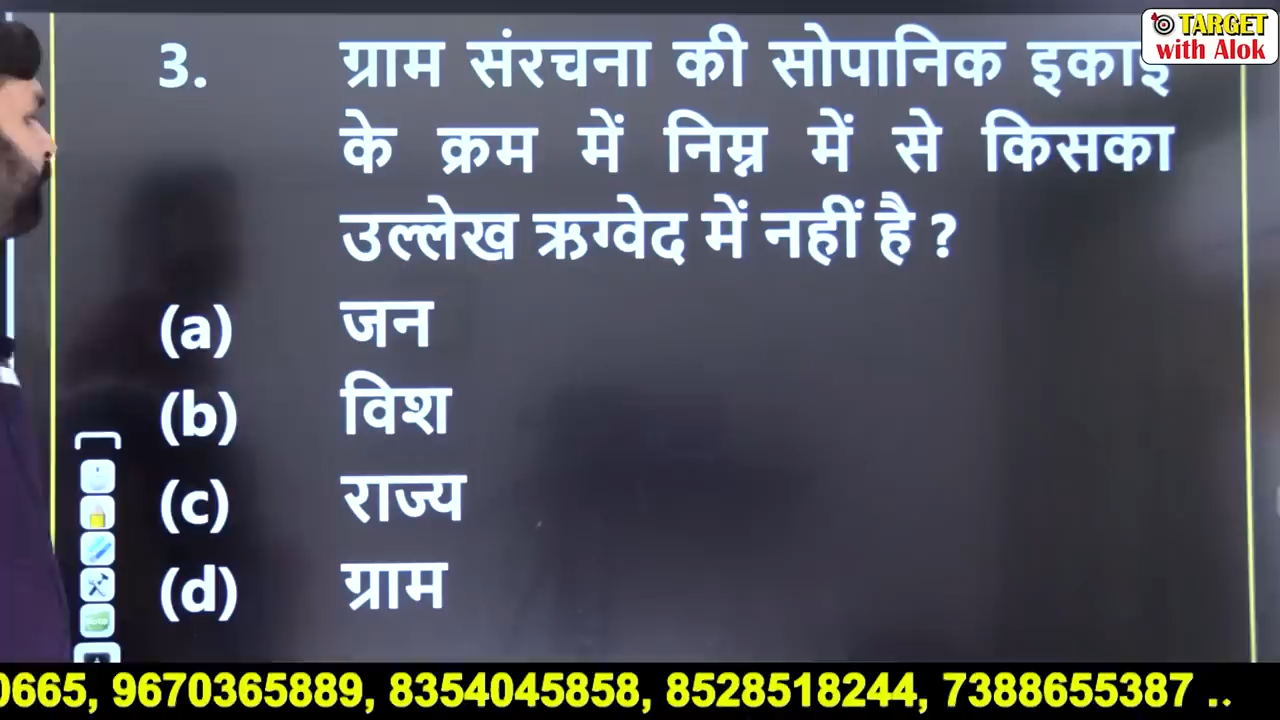 TARGET
with Alok
3. ग्राम संरचना की सोपानिक इकाई
के क्रम में निम्न में से किसका
उल्लेख ऋग्वेद में नहीं है ?
(a) जन
(b) विश
(c) राज्य
(d) ग्राम
0665, 9670365889, 8354045858, 8528518244, 7388655387 ..